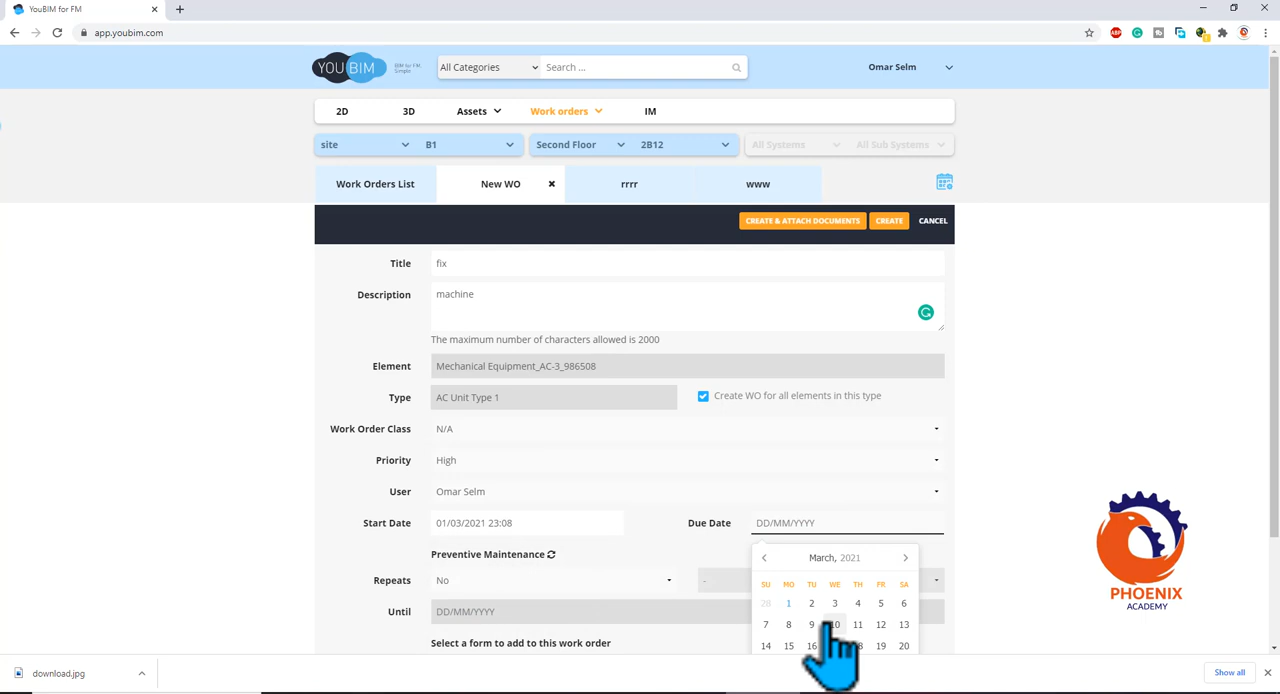 YouBIM for FM
app.youbim.com
YOUBIM BIM for FM. Simple
All Categories Search ... Omar Selm
2D 3D Assets Work orders IM
site B1 Second Floor 2B12 All Systems All Sub Systems
Work Orders List New WO rrrr www
CREATE & ATTACH DOCUMENTS CREATE CANCEL
Title fix
Description machine
The maximum number of characters allowed is 2000
Element Mechanical Equipment_AC-3_986508
Type AC Unit Type 1 Create WO for all elements in this type
Work Order Class N/A
Priority High
User Omar Selm
Start Date 01/03/2021 23:08 Due Date DD/MM/YYYY
Preventive Maintenance
Repeats No -
Until DD/MM/YYYY
Select a form to add to this work order
March, 2021
SU MO TU WE TH FR SA
28 1 2 3 4 5 6
7 8 9 10 11 12 13
14 15 16 18 19 20
PHOENIX
ACADEMY
download.jpg Show all